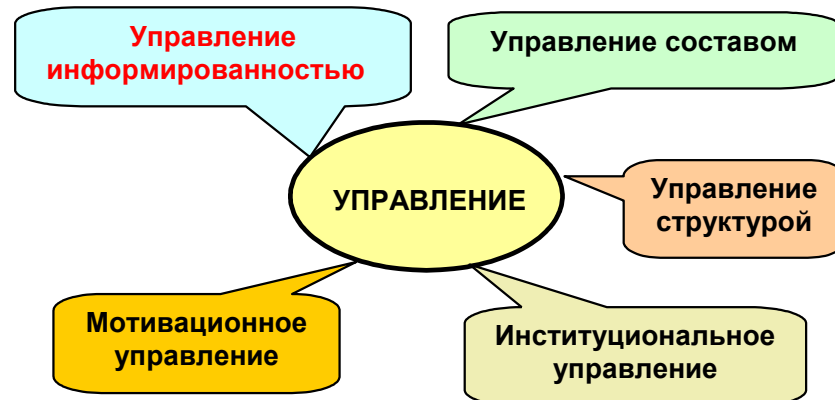 Управление
информированностью
Управление составом
УПРАВЛЕНИЕ
Управление
структурой
Мотивационное
управление
Институциональное
управление